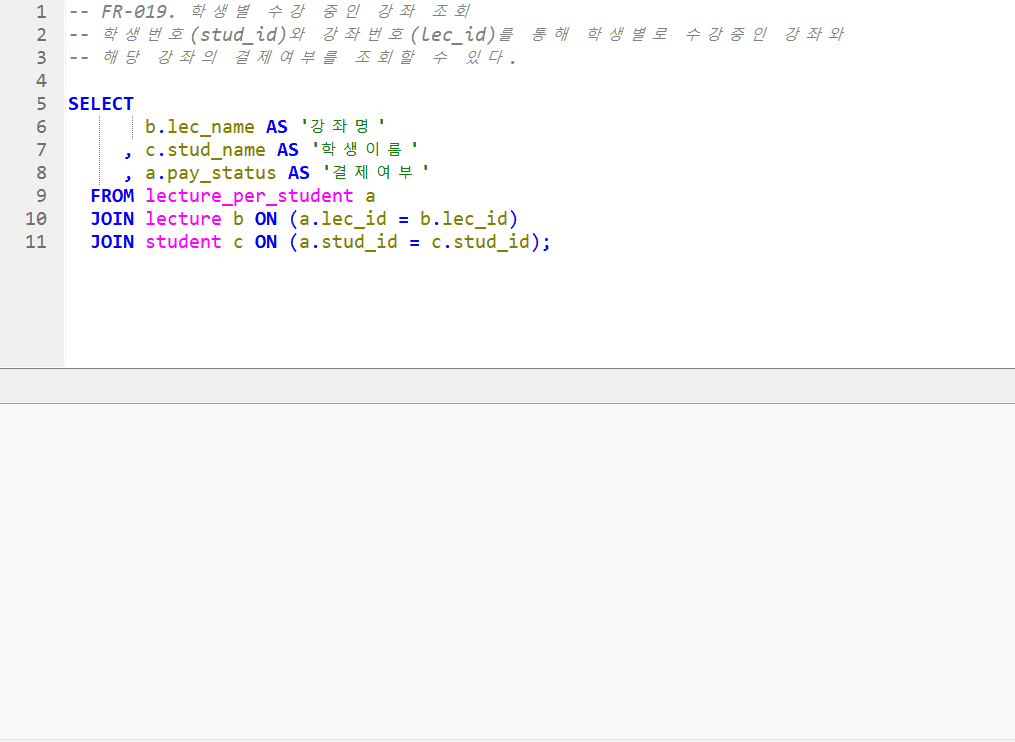 1 -- FR-019. 학생별 수강 중인 강좌 조회
2 -- 학생번호(stud_id)와 강좌번호(lec_id)를 통해 학생별로 수강중인 강좌와
3 -- 해당 강좌의 결제여부를 조회할 수 있다.
4
5 SELECT
6 b.lec_name AS '강좌명'
7 , c.stud_name AS '학생이름'
8 , a.pay_status AS '결제여부'
9 FROM lecture_per_student a
10 JOIN lecture b ON (a.lec_id = b.lec_id)
11 JOIN student c ON (a.stud_id = c.stud_id);